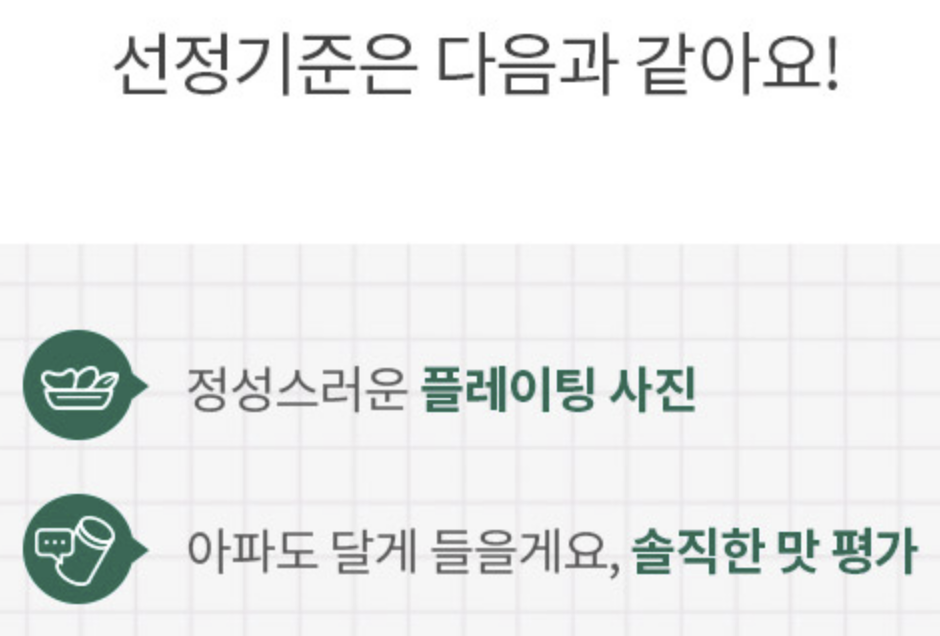 선정기준은 다음과 같아요!
정성스러운 플레이팅 사진
아파도 달게 들을게요, 솔직한 맛 평가